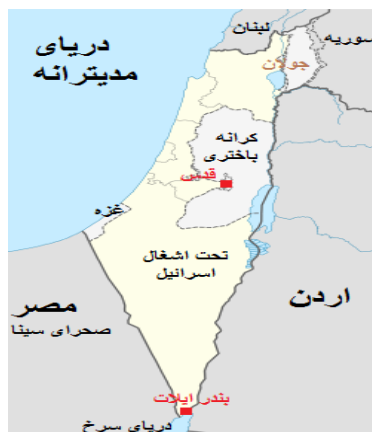 لبنان
سوریه
دریای
مدیترانه
جولان
کرانه
باختری
قدس
غزه
تحت اشغال
اسرائیل
اردن
مصر
صحرای سینا
بندر ایلات
دریای سرخ